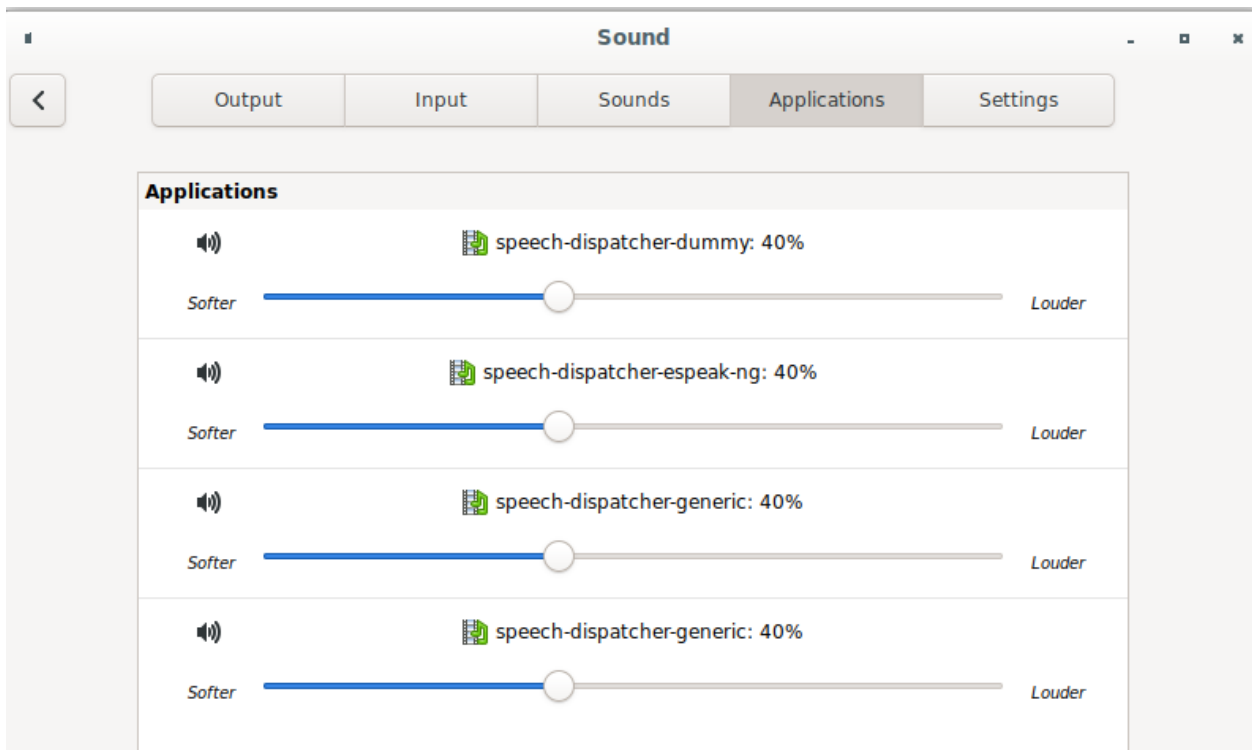 Sound
Output Input Sounds Applications Settings
Applications
speech-dispatcher-dummy: 40%
Softer Louder
speech-dispatcher-espeak-ng: 40%
Softer Louder
speech-dispatcher-generic: 40%
Softer Louder
speech-dispatcher-generic: 40%
Softer Louder